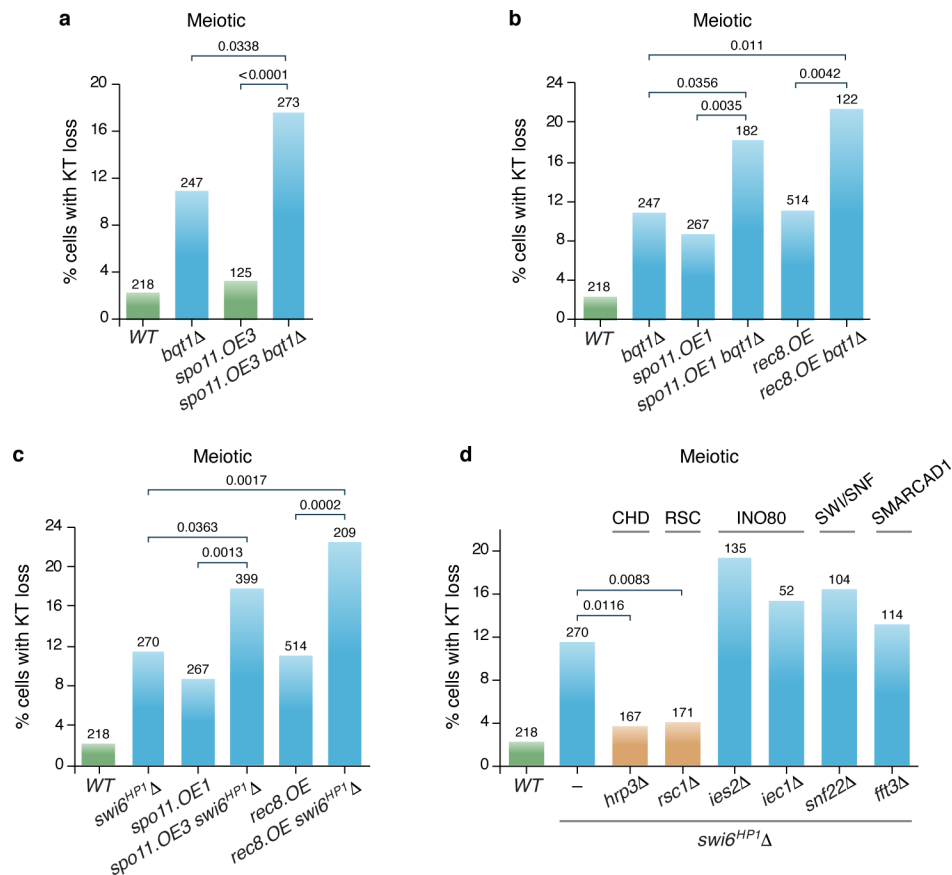 a
Meiotic
0.0338
<0.0001
% cells with KT loss
20
16
12
8
4
0
218
247
125
273
WT
bqt1Δ
spo11.OE3
spo11.OE3 bqt1Δ
b
Meiotic
0.011
0.0356
0.0042
0.0035
% cells with KT loss
24
20
16
12
8
4
0
218
247
267
182
514
122
WT
bqt1Δ
spo11.OE1
spo11.OE1 bqt1Δ
rec8.OE
rec8.OE bqt1Δ
c
Meiotic
0.0017
0.0002
0.0363
0.0013
% cells with KT loss
24
20
16
12
8
4
0
218
270
267
399
514
209
WT
swi6HP1Δ
spo11.OE1
spo11.OE3 swi6HP1Δ
rec8.OE
rec8.OE swi6HP1Δ
d
Meiotic
CHD
RSC
INO80
SWI/SNF
SMARCAD1
0.0083
0.0116
% cells with KT loss
20
16
12
8
4
0
218
270
167
171
135
52
104
114
WT
–
hrp3Δ
rsc1Δ
ies2Δ
iec1Δ
snf22Δ
fft3Δ
swi6HP1Δ